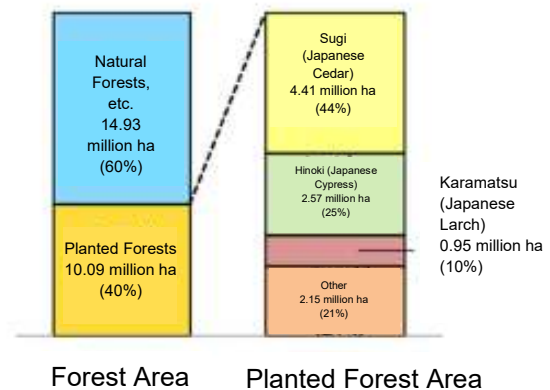 Natural
Forests,
etc.
14.93
million ha
(60%)
Planted Forests
10.09 million ha
(40%)
Sugi
(Japanese
Cedar)
4.41 million ha
(44%)
Hinoki (Japanese
Cypress)
2.57 million ha
(25%)
Karamatsu
(Japanese
Larch)
0.95 million ha
(10%)
Other
2.15 million ha
(21%)
Forest Area
Planted Forest Area